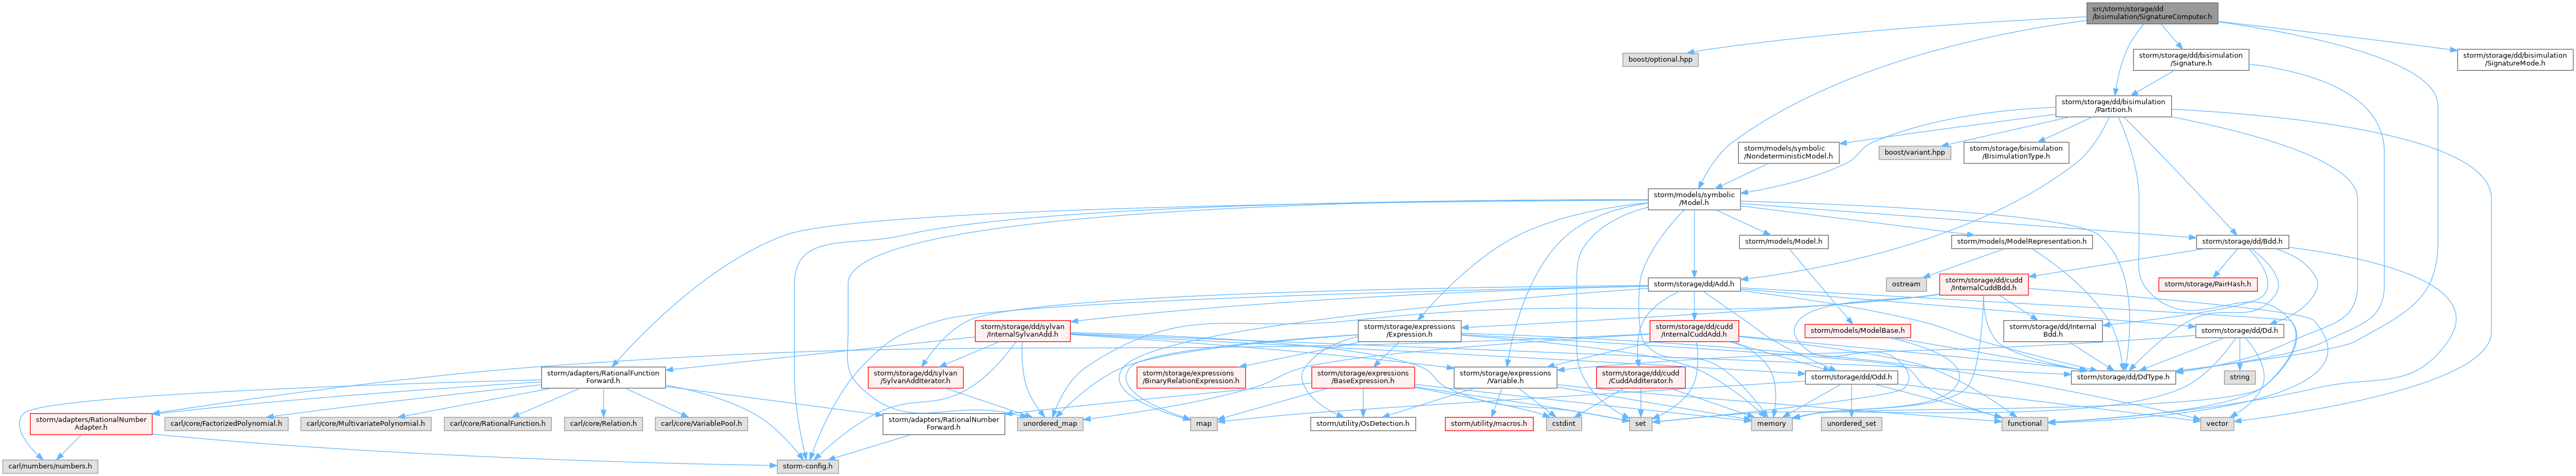 src/storm/storage/dd
/bisimulation/SignatureComputer.h
boost/optional.hpp
storm/storage/dd/bisimulation
/Signature.h
storm/storage/dd/bisimulation
/SignatureMode.h
storm/storage/dd/bisimulation
/Partition.h
storm/models/symbolic
/NondeterministicModel.h
boost/variant.hpp
storm/storage/bisimulation
/BisimulationType.h
storm/models/symbolic
/Model.h
storm/models/Model.h
storm/models/ModelRepresentation.h
storm/storage/dd/Bdd.h
storm/storage/dd/Add.h
ostream
storm/storage/dd/cudd
/InternalCuddBdd.h
storm/storage/PairHash.h
storm/storage/dd/sylvan
/InternalSylvanAdd.h
storm/storage/expressions
/Expression.h
storm/storage/dd/cudd
/InternalCuddAdd.h
storm/models/ModelBase.h
storm/storage/dd/Internal
Bdd.h
storm/storage/dd/Dd.h
storm/adapters/RationalFunction
Forward.h
storm/storage/dd/sylvan
/SylvanAddIterator.h
storm/storage/expressions
/BinaryRelationExpression.h
storm/storage/expressions
/BaseExpression.h
storm/storage/expressions
/Variable.h
storm/storage/dd/cudd
/CuddAddIterator.h
storm/storage/dd/Odd.h
storm/storage/dd/DdType.h
string
storm/adapters/RationalNumber
Adapter.h
carl/core/FactorizedPolynomial.h
carl/core/MultivariatePolynomial.h
carl/core/RationalFunction.h
carl/core/Relation.h
carl/core/VariablePool.h
storm/adapters/RationalNumber
Forward.h
unordered_map
map
storm/utility/OsDetection.h
storm/utility/macros.h
cstdint
set
memory
unordered_set
functional
vector
carl/numbers/numbers.h
storm-config.h